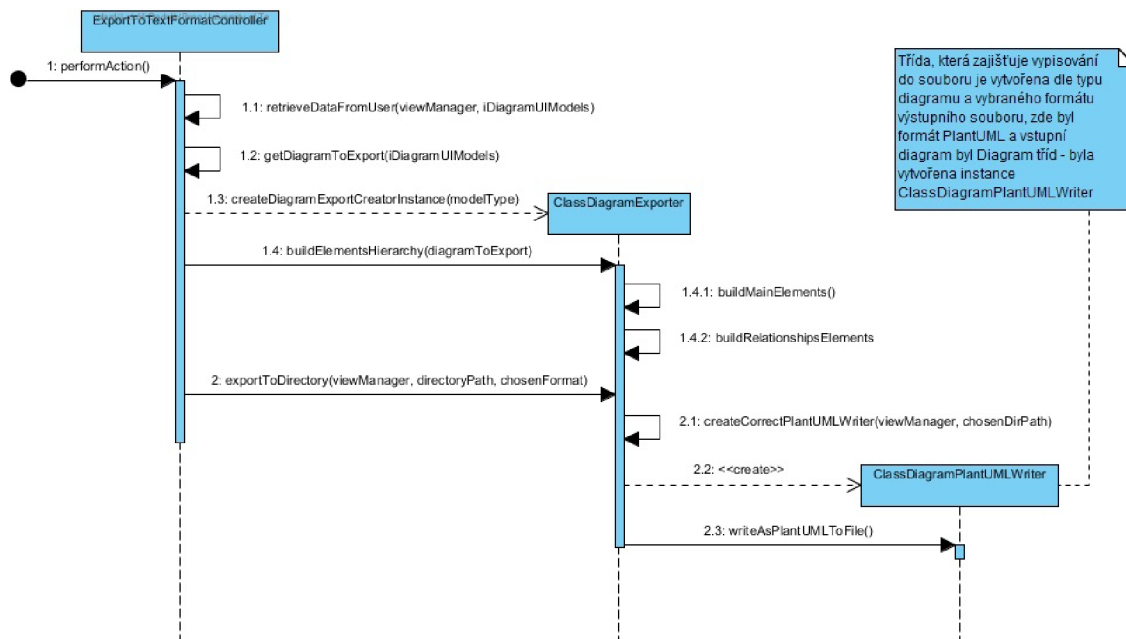 ExportToTextFormatController
1: performAction()
Třída, která zajišťuje vypisování
do souboru je vytvořena dle typu
diagramu a vybraného formátu
výstupního souboru, zde byl
formát PlantUML a vstupní
diagram byl Diagram tříd - byla
vytvořena instance
ClassDiagramPlantUMLWriter
1.1: retrieveDataFromUser(viewManager, iDiagramUIModels)
1.2: getDiagramToExport(iDiagramUIModels)
1.3: createDiagramExportCreatorInstance(modelType)
ClassDiagramExporter
1.4: buildElementsHierarchy(diagramToExport)
1.4.1: buildMainElements()
1.4.2: buildRelationshipsElements
2: exportToDirectory(viewManager, directoryPath, chosenFormat)
2.1: createCorrectPlantUMLWriter(viewManager, chosenDirPath)
2.2: <<create>>
ClassDiagramPlantUMLWriter
2.3: writeAsPlantUMLToFile()